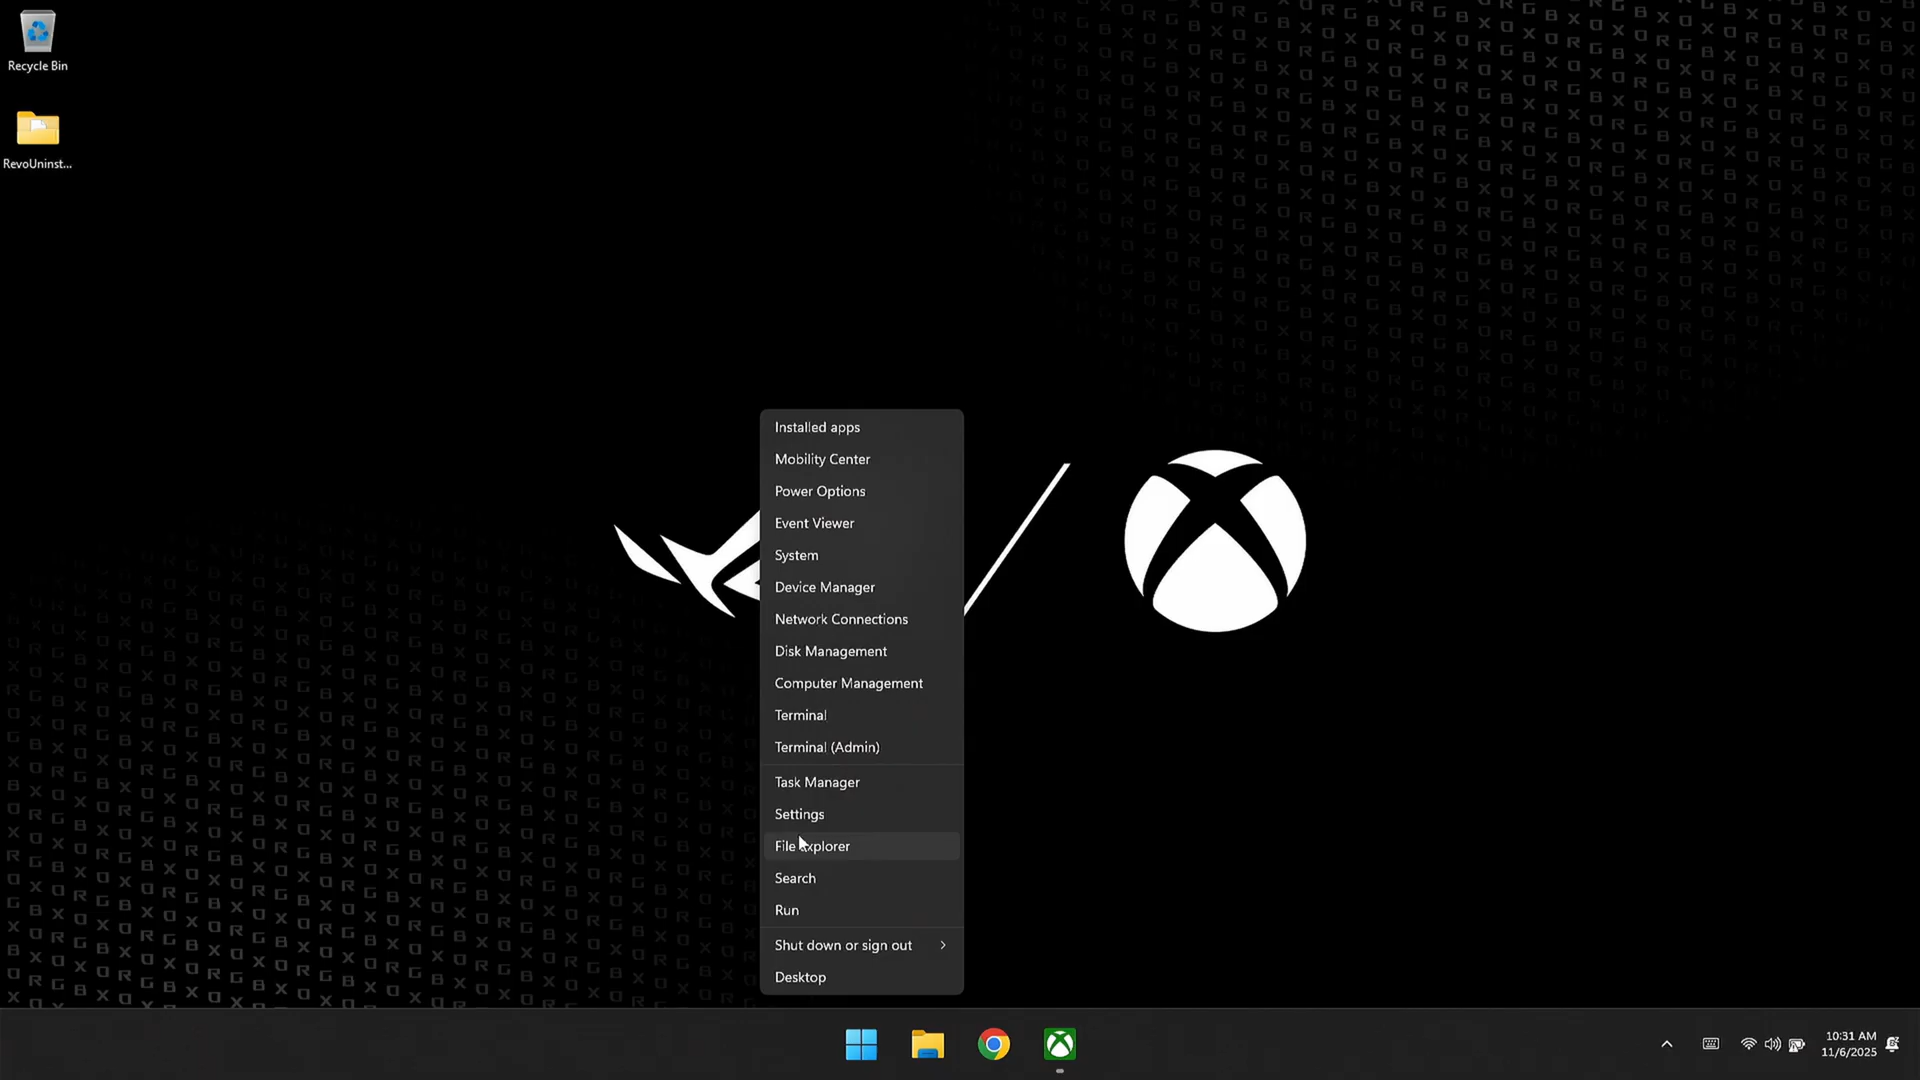 Recycle Bin
RevoUninst...
Installed apps
Mobility Center
Power Options
Event Viewer
System
Device Manager
Network Connections
Disk Management
Computer Management
Terminal
Terminal (Admin)
Task Manager
Settings
File Explorer
Search
Run
Shut down or sign out
Desktop
10:31 AM
11/6/2025